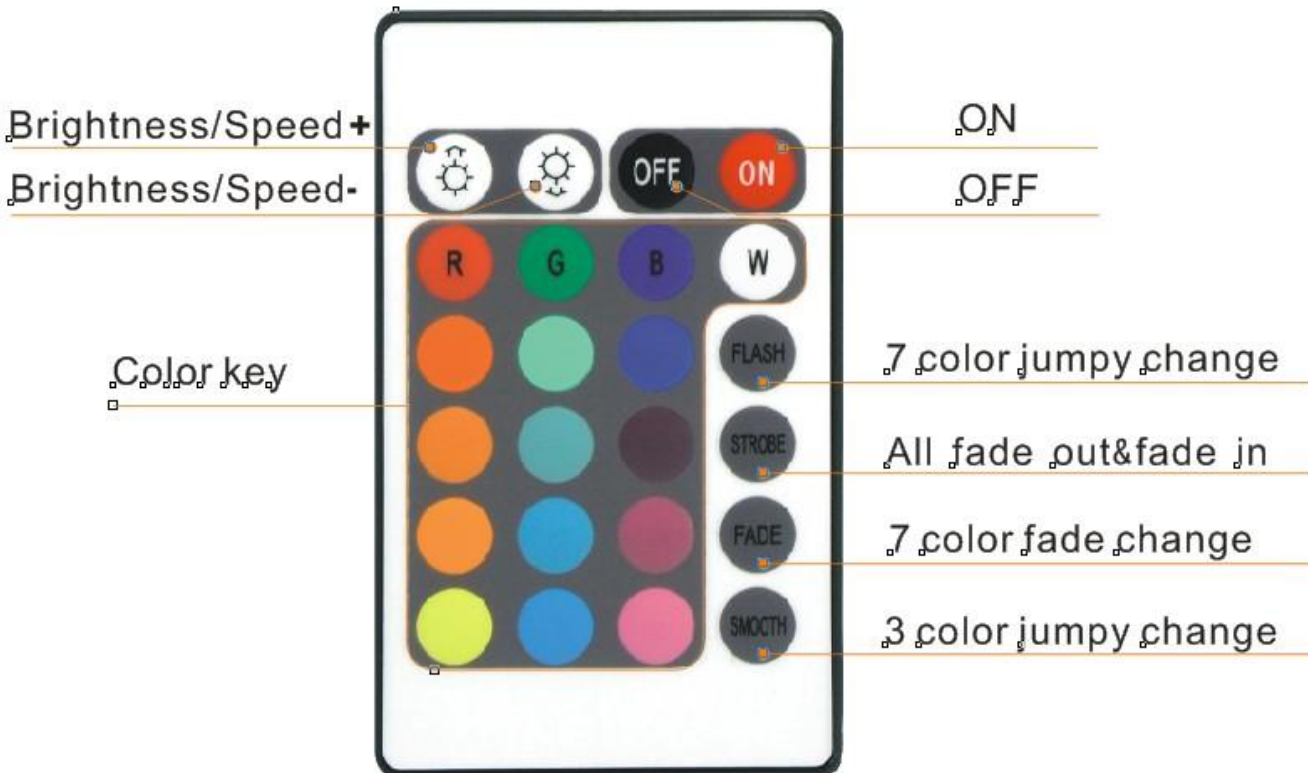 Brightness/Speed+
ON
Brightness/Speed-
OFF
OFF
ON
R
G
B
W
Color key
FLASH
7 color jumpy change
STROBE
All fade out&fade in
FADE
7 color fade change
SMOCTH
3 color jumpy change